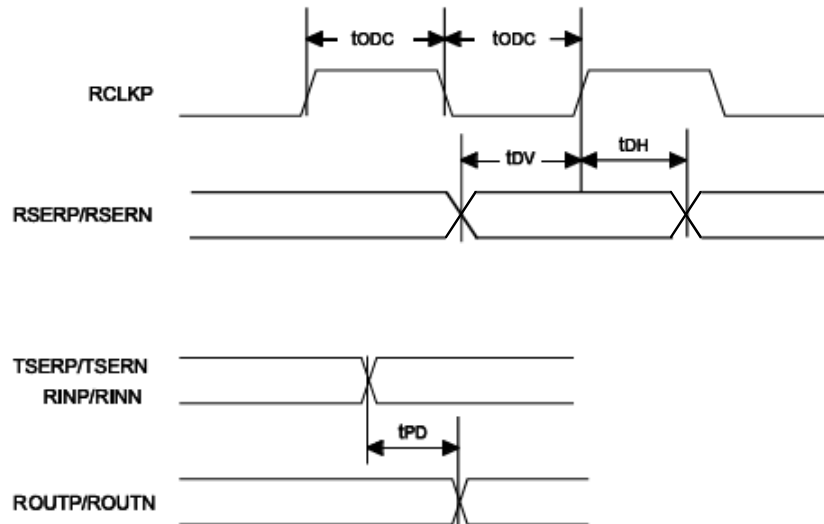 tODC tODC
RCLKP
tDV tDH
RSERP/RSERN
TSERP/TSERN
RINP/RINN
tPD
ROUTP/ROUTN